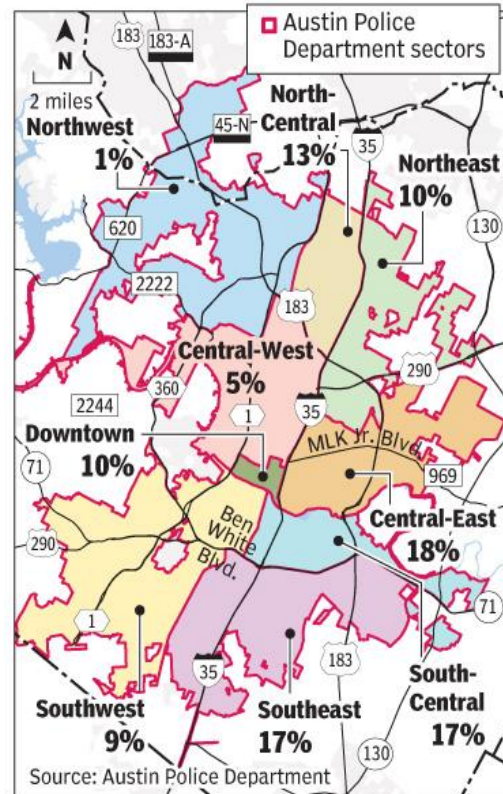 Austin Police
Department sectors
183
183-A
N
2 miles
45-N
Northwest
1%
North-
Central
13%
35
Northeast
10%
130
620
2222
183
Central-West
5%
290
360
2244
1
35
Downtown
10%
MLK Jr. Blvd.
969
71
Ben
White
Blvd.
Central-East
18%
290
71
1
35
183
Southwest
9%
Southeast
17%
South-
Central
17%
130
Source: Austin Police Department